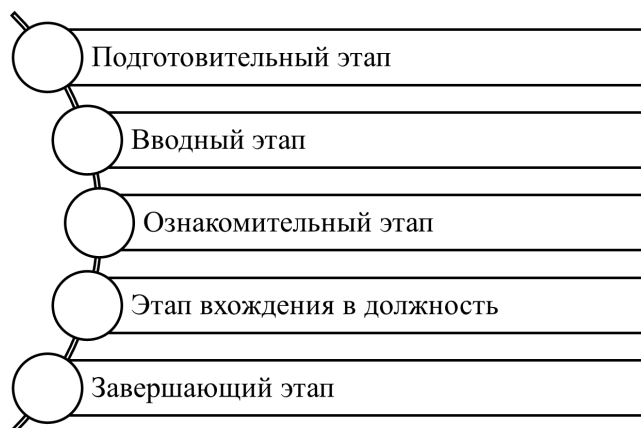 Подготовительный этап
Вводный этап
Ознакомительный этап
Этап вхождения в должность
Завершающий этап